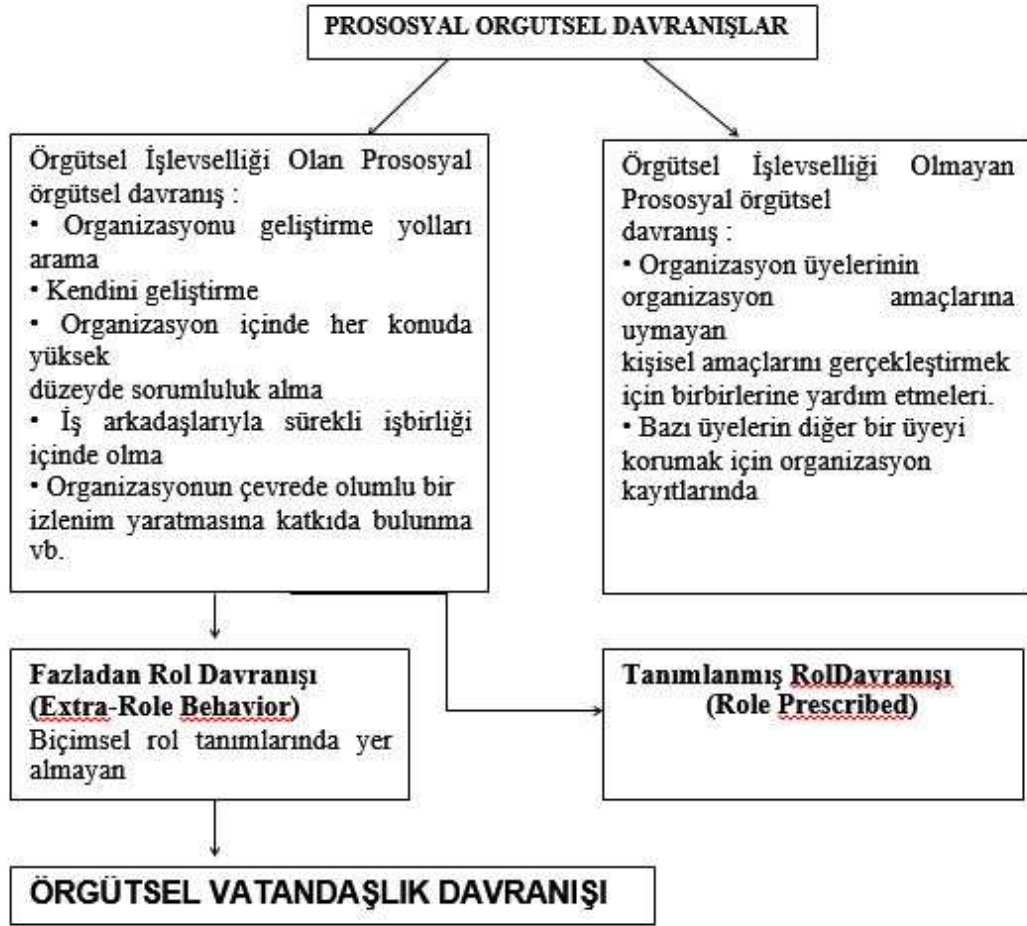 PROSOSYAL ORGUTSEL DAVRANIŞLAR
Örgütsel İşlevselliği Olan Prososyal
örgütsel davranış :
• Organizasyonu geliştirme yolları
arama
• Kendini geliştirme
• Organizasyon içinde her konuda
yüksek
düzeyde sorumluluk alma
• İş arkadaşlarıyla sürekli işbirliği
içinde olma
• Organizasyonun çevrede olumlu bir
izlenim yaratmasına katkıda bulunma
vb.
Örgütsel İşlevselliği Olmayan
Prososyal örgütsel
davranış :
• Organizasyon üyelerinin
organizasyon amaçlarına
uymayan
kişisel amaçlarını gerçekleştirmek
için birbirlerine yardım etmeleri.
• Bazı üyelerin diğer bir üyeyi
korumak için organizasyon
kayıtlarında
Fazladan Rol Davranışı
(Extra-Role Behavior)
Biçimsel rol tanımlarında yer
almayan
Tanımlanmış RolDavranışı
(Role Prescribed)
ÖRGÜTSEL VATANDAŞLIK DAVRANIŞI